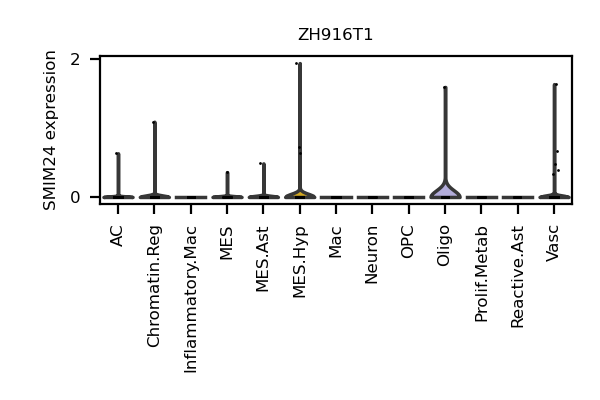 ZH916T1
SMIM24 expression
2
0
AC
Chromatin.Reg
Inflammatory.Mac
MES
MES.Ast
MES.Hyp
Mac
Neuron
OPC
Oligo
Prolif.Metab
Reactive.Ast
Vasc